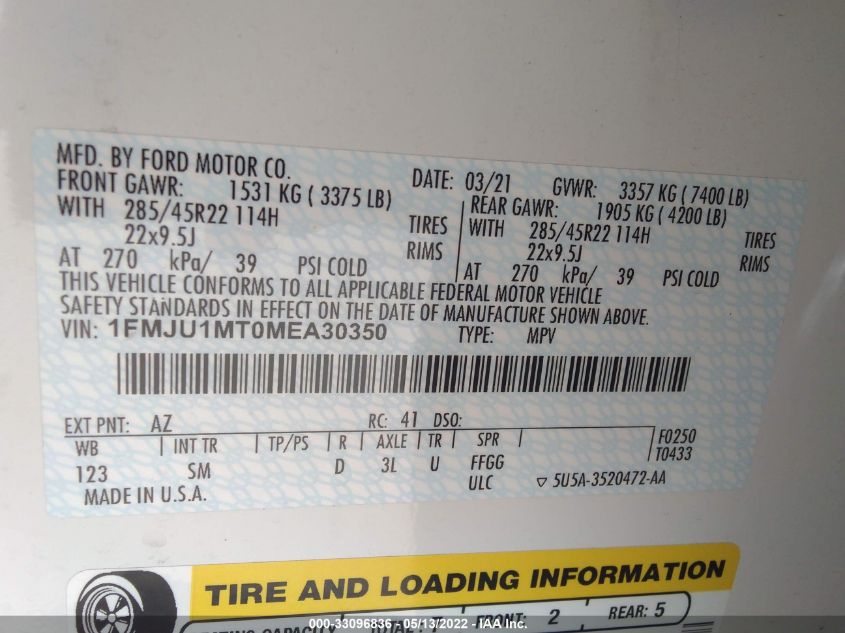 MFD. BY FORD MOTOR CO.
DATE: 03/21 GVWR: 3357 KG ( 7400 LB)
FRONT GAWR: 1531 KG ( 3375 LB) REAR GAWR: 1905 KG ( 4200 LB)
WITH 285/45R22 114H TIRES WITH 285/45R22 114H TIRES
22x9.5J RIMS 22x9.5J RIMS
AT 270 kPa/ 39 PSI COLD AT 270 kPa/ 39 PSI COLD
THIS VEHICLE CONFORMS TO ALL APPLICABLE FEDERAL MOTOR VEHICLE
SAFETY STANDARDS IN EFFECT ON THE DATE OF MANUFACTURE SHOWN ABOVE.
VIN: 1FMJU1MT0MEA30350 TYPE: MPV
EXT PNT: AZ RC: 41 DSO:
WB INT TR TP/PS R AXLE TR SPR F0250
123 SM D 3L U FFGG T0433
MADE IN U.S.A. ULC ▽ 5U5A-3520472-AA
TIRE AND LOADING INFORMATION
SEATING CAPACITY TOTAL: 7 FRONT: 2 REAR: 5
000-33096836 - 05/13/2022 - IAA Inc.